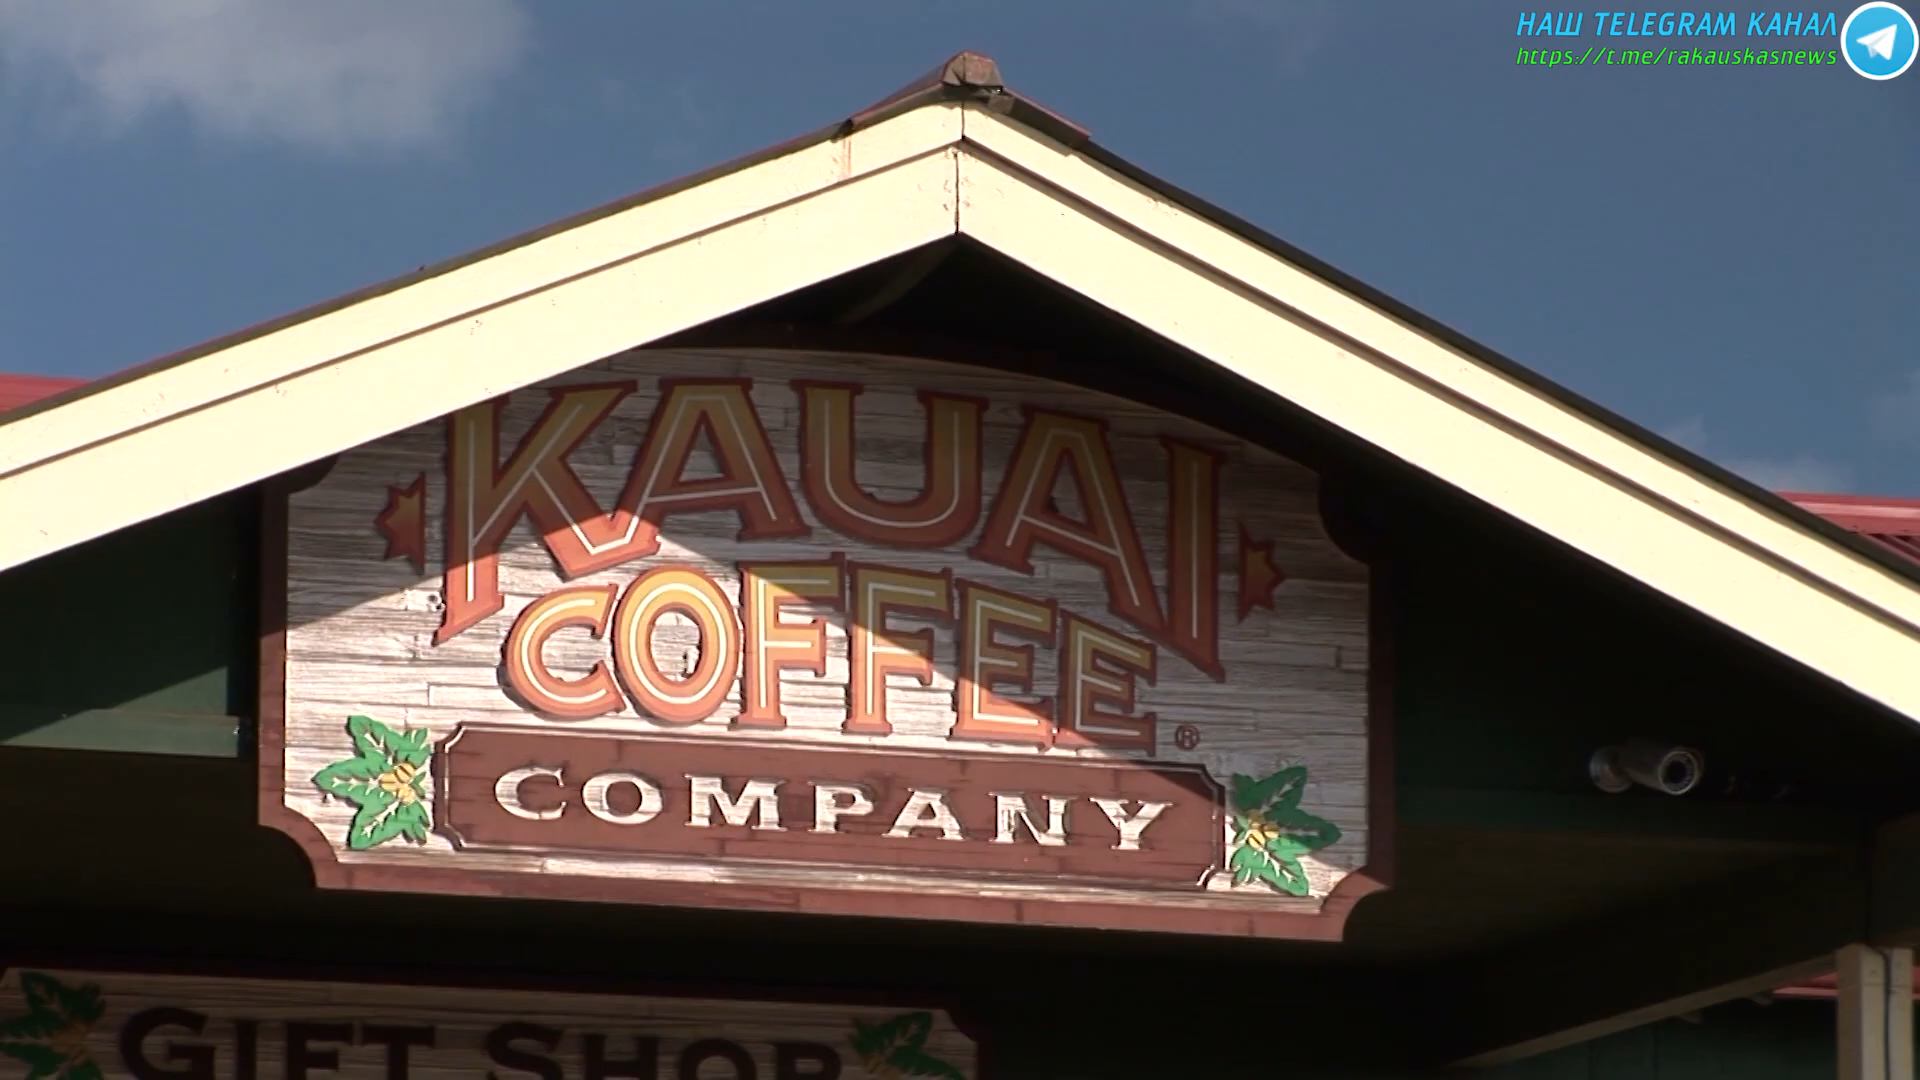 НАШ TELEGRAM КАНАЛ
https://t.me/rakauskasnews
KAUAI
COFFEE
®
COMPANY
GIFT SHOP